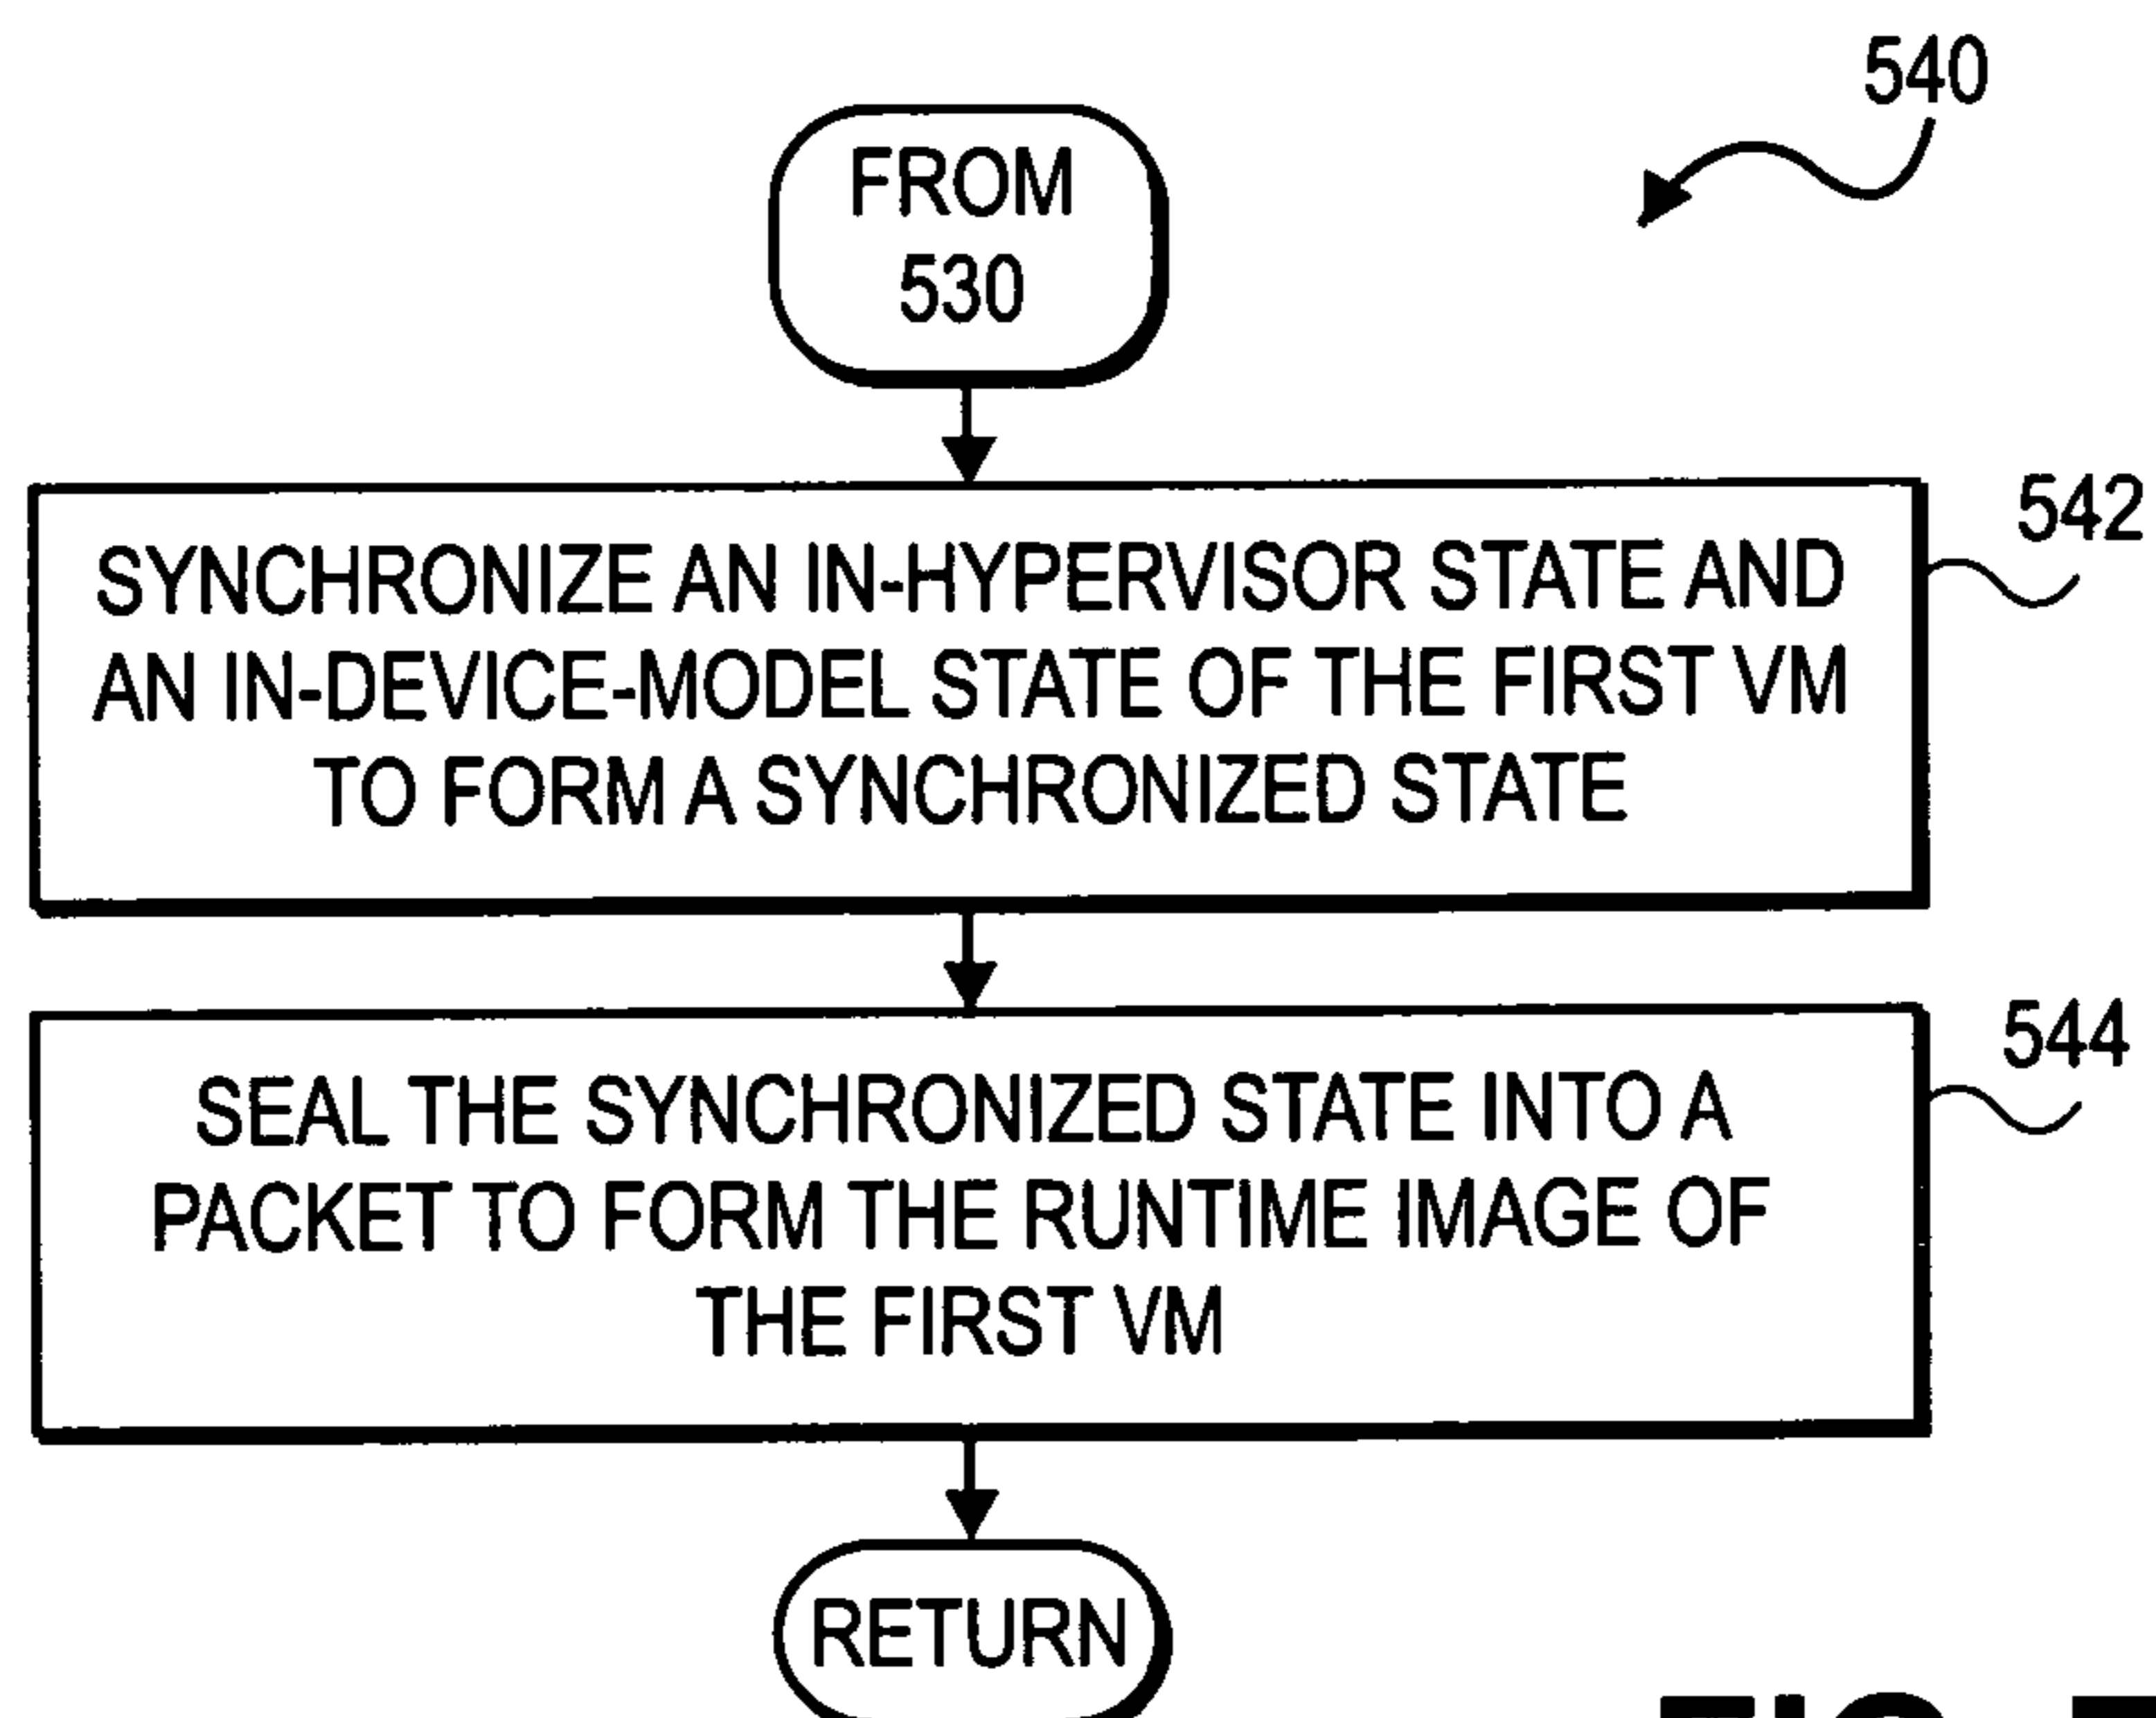 540
FROM
530
542
SYNCHRONIZE AN IN-HYPERVISOR STATE AND
AN IN-DEVICE-MODEL STATE OF THE FIRST VM
TO FORM A SYNCHRONIZED STATE
544
SEAL THE SYNCHRONIZED STATE INTO A
PACKET TO FORM THE RUNTIME IMAGE OF
THE FIRST VM
RETURN